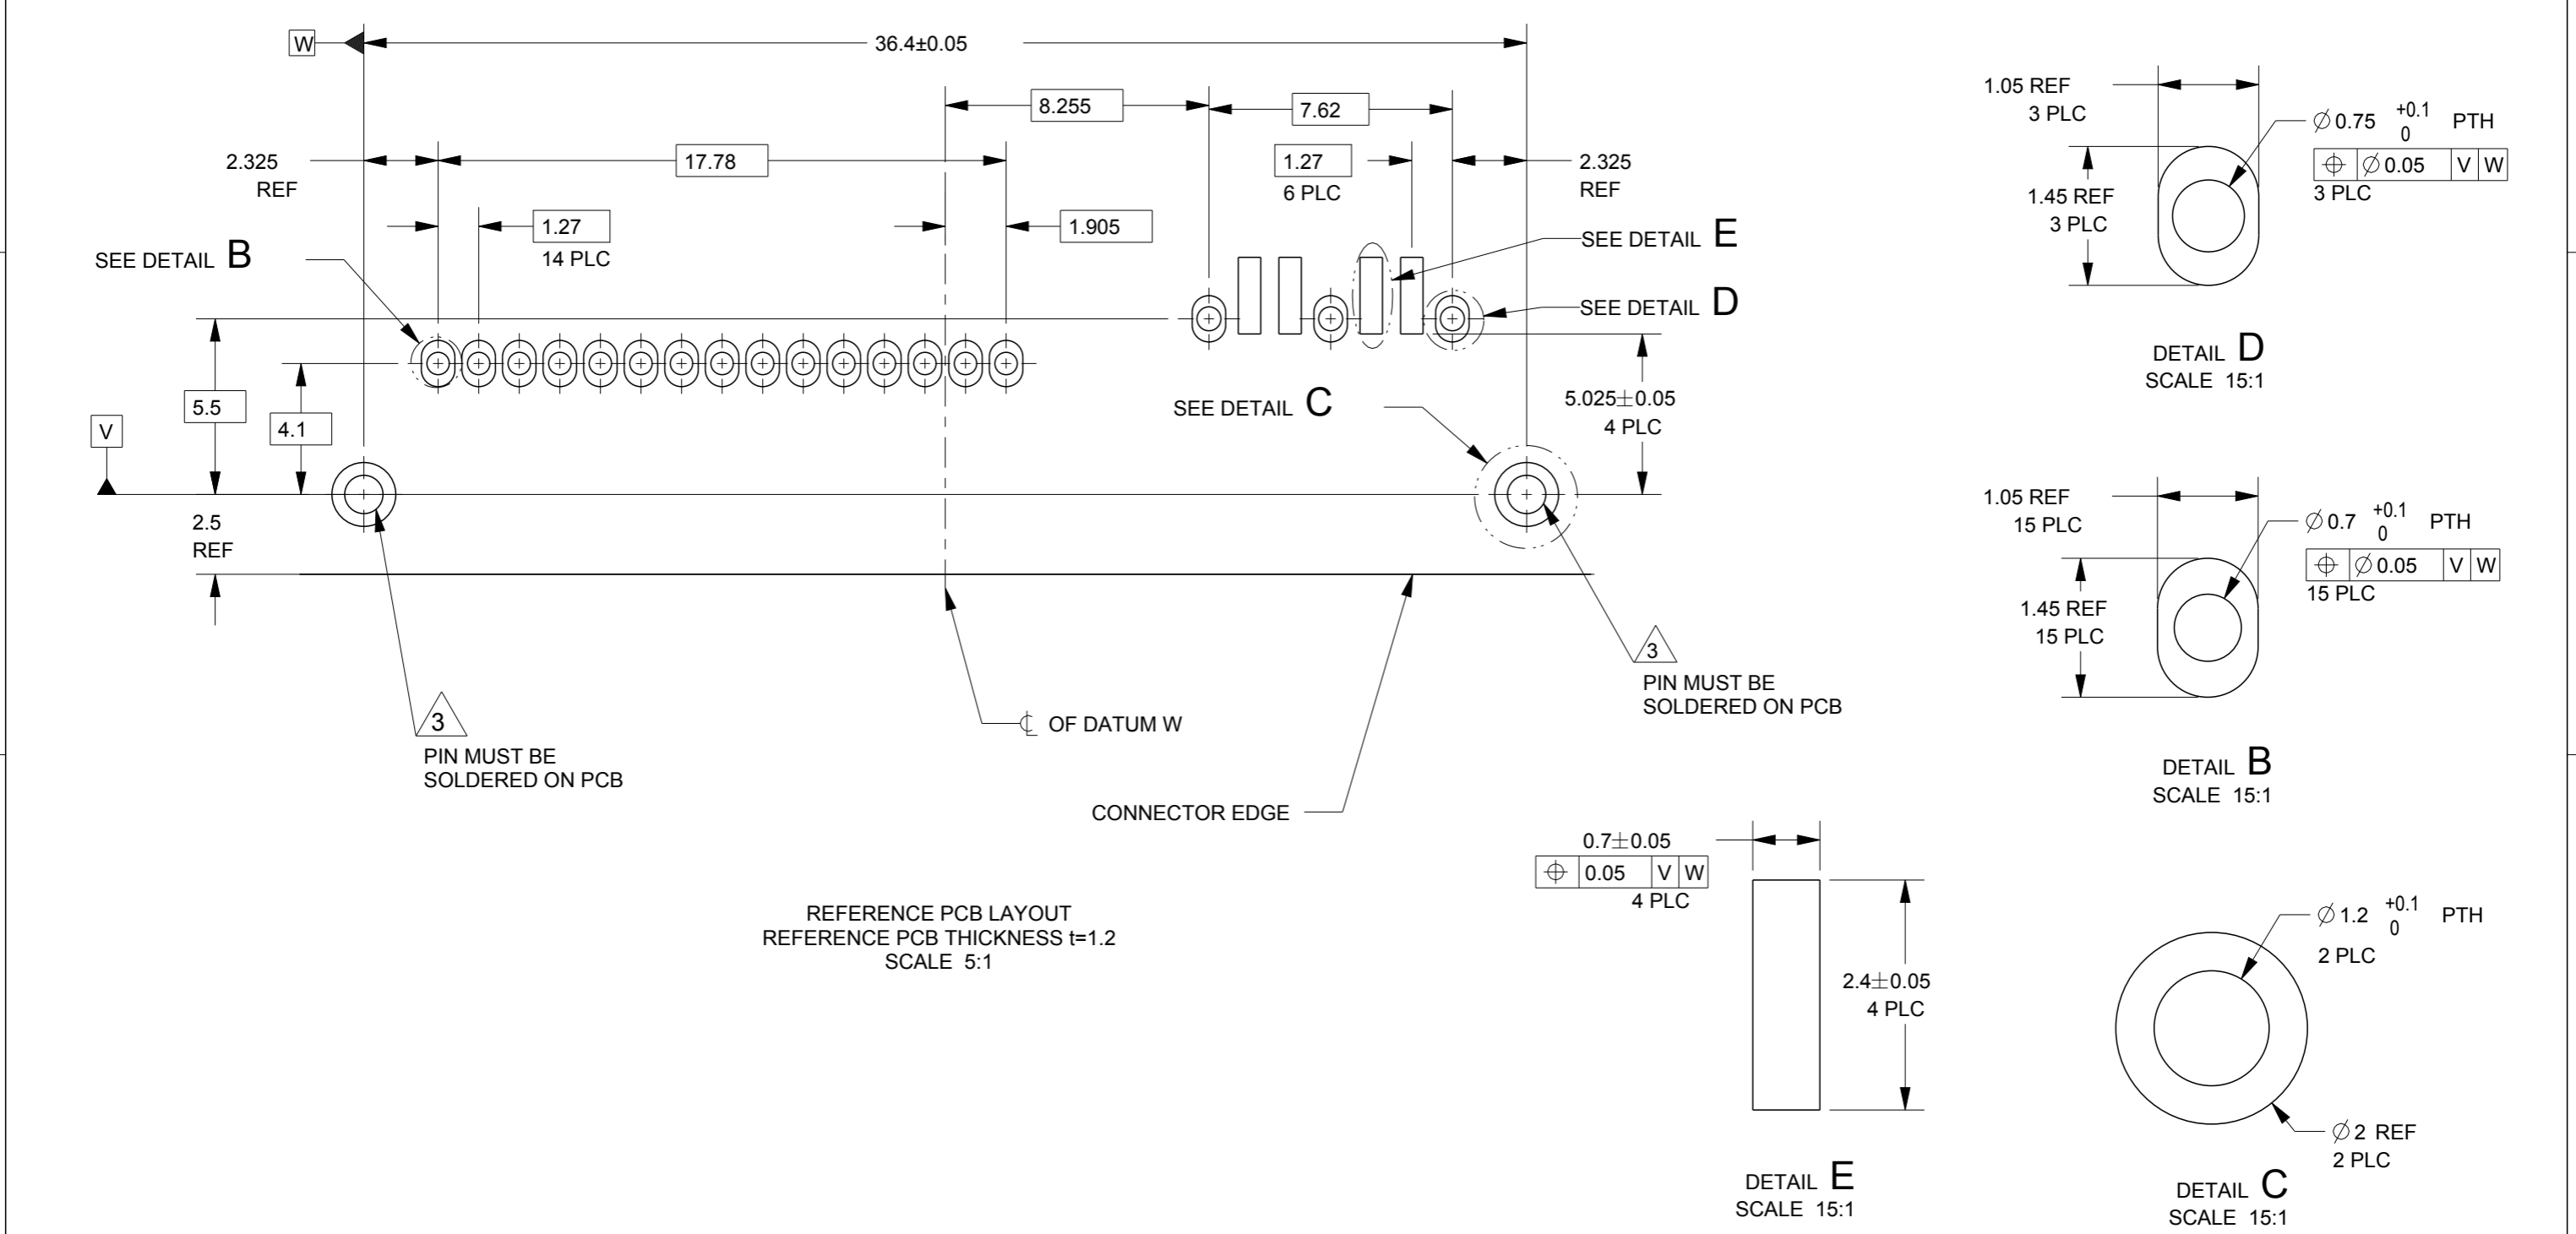 W
36.4±0.05
8.255
7.62
2.325
REF
17.78
1.27
6 PLC
2.325
REF
1.27
14 PLC
1.905
SEE DETAIL B
SEE DETAIL E
SEE DETAIL D
5.5
4.1
V
SEE DETAIL C
5.025±0.05
4 PLC
2.5
REF
3
PIN MUST BE
SOLDERED ON PCB
℄ OF DATUM W
CONNECTOR EDGE
3
PIN MUST BE
SOLDERED ON PCB
REFERENCE PCB LAYOUT
REFERENCE PCB THICKNESS t=1.2
SCALE 5:1
1.05 REF
3 PLC
1.45 REF
3 PLC
⌀0.75 +0.1 0 PTH
⌖ ⌀0.05 V W
3 PLC
DETAIL D
SCALE 15:1
1.05 REF
15 PLC
1.45 REF
15 PLC
⌀0.7 +0.1 0 PTH
⌖ ⌀0.05 V W
15 PLC
DETAIL B
SCALE 15:1
0.7±0.05
⌖ 0.05 V W
4 PLC
2.4±0.05
4 PLC
DETAIL E
SCALE 15:1
⌀1.2 +0.1 0 PTH
2 PLC
⌀2 REF
2 PLC
DETAIL C
SCALE 15:1